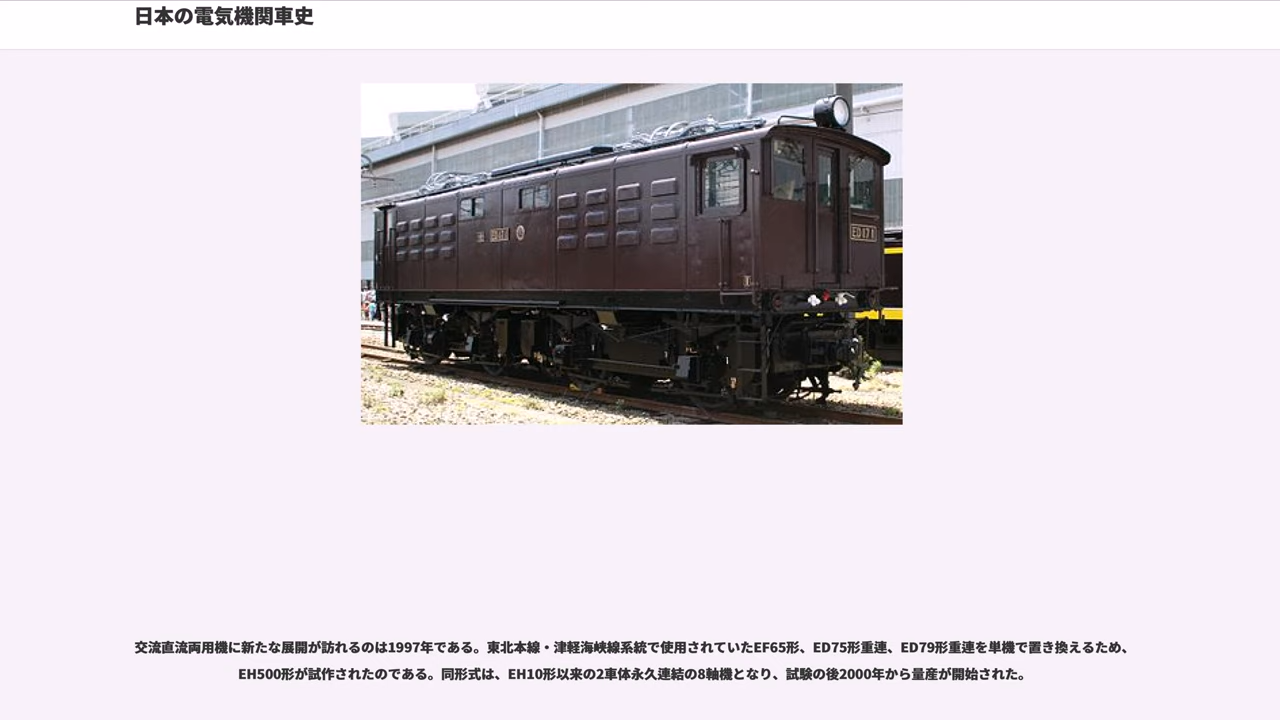 日本の電気機関車史
ED17 1
交流直流両用機に新たな展開が訪れるのは1997年である。東北本線・津軽海峡線系統で使用されていたEF65形、ED75形重連、ED79形重連を単機で置き換えるため、
EH500形が試作されたのである。同形式は、EH10形以来の2車体永久連結の8軸機となり、試験の後2000年から量産が開始された。